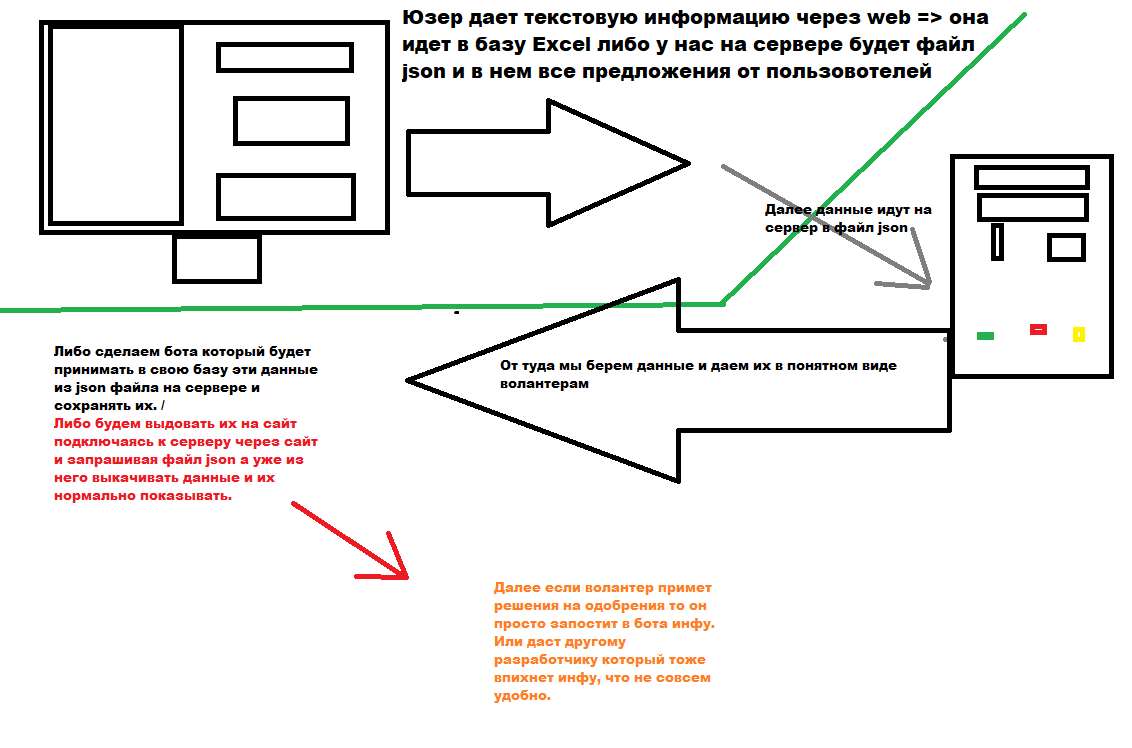 Юзер дает текстовую информацию через web => она
идет в базу Excel либо у нас на сервере будет файл
json и в нем все предложения от пользовотелей
Далее данные идут на
сервер в файл json
От туда мы берем данные и даем их в понятном виде
волантерам
Либо сделаем бота который будет
принимать в свою базу эти данные
из json файла на сервере и
сохранять их. /
Либо будем выдовать их на сайт
подключаясь к серверу через сайт
и запрашивая файл json а уже из
него выкачивать данные и их
нормально показывать.
Далее если волантер примет
решения на одобрения то он
просто запостит в бота инфу.
Или даст другому
разработчику который тоже
впихнет инфу, что не совсем
удобно.